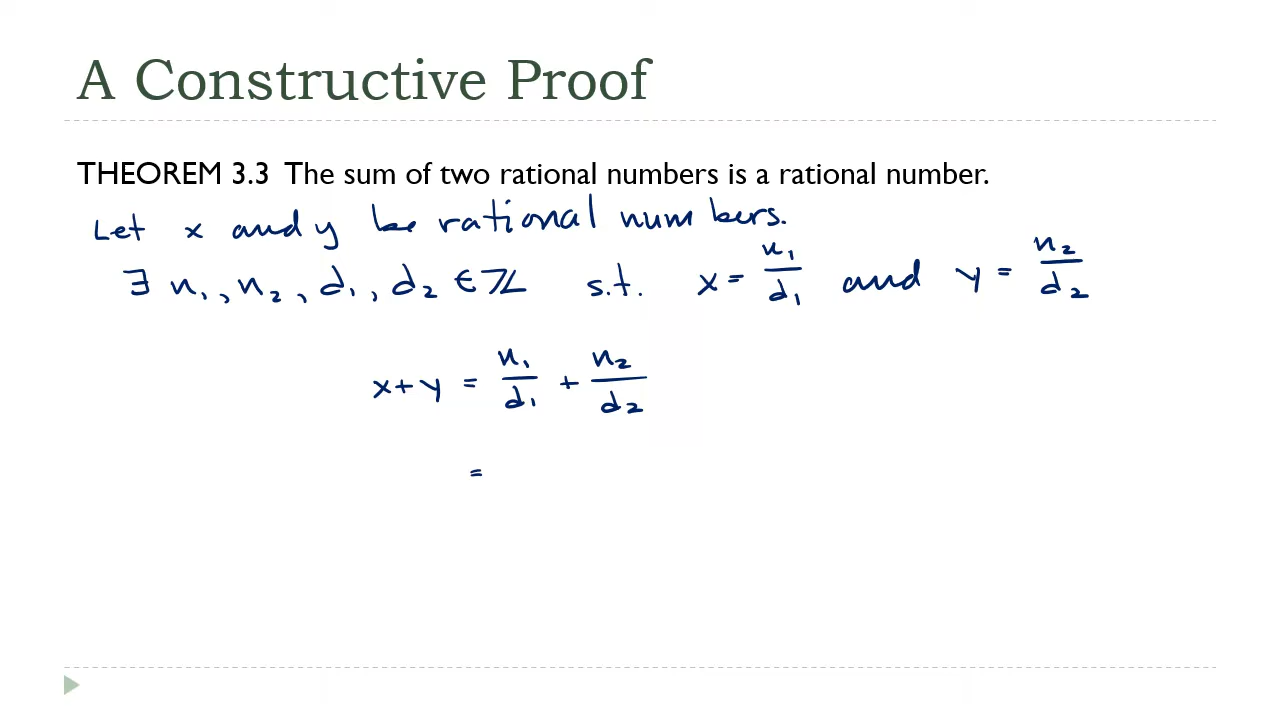 A Constructive Proof
THEOREM 3.3 The sum of two rational numbers is a rational number.
Let x and y be rational numbers.
∃ n₁, n₂, d₁, d₂ ∈ ℤ s.t. x = n₁/d₁ and y = n₂/d₂
x+y = n₁/d₁ + n₂/d₂
=